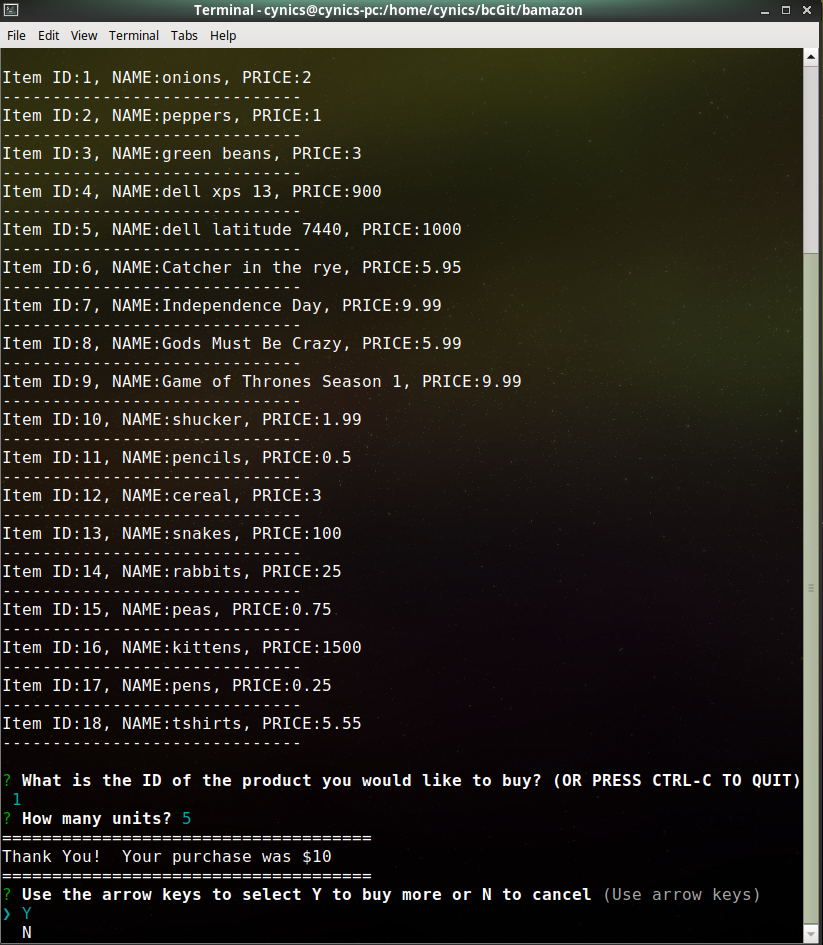 Terminal - cynics@cynics-pc:/home/cynics/bcGit/bamazon
File Edit View Terminal Tabs Help
Item ID:1, NAME:onions, PRICE:2
------------------------------
Item ID:2, NAME:peppers, PRICE:1
------------------------------
Item ID:3, NAME:green beans, PRICE:3
------------------------------
Item ID:4, NAME:dell xps 13, PRICE:900
------------------------------
Item ID:5, NAME:dell latitude 7440, PRICE:1000
------------------------------
Item ID:6, NAME:Catcher in the rye, PRICE:5.95
------------------------------
Item ID:7, NAME:Independence Day, PRICE:9.99
------------------------------
Item ID:8, NAME:Gods Must Be Crazy, PRICE:5.99
------------------------------
Item ID:9, NAME:Game of Thrones Season 1, PRICE:9.99
------------------------------
Item ID:10, NAME:shucker, PRICE:1.99
------------------------------
Item ID:11, NAME:pencils, PRICE:0.5
------------------------------
Item ID:12, NAME:cereal, PRICE:3
------------------------------
Item ID:13, NAME:snakes, PRICE:100
------------------------------
Item ID:14, NAME:rabbits, PRICE:25
------------------------------
Item ID:15, NAME:peas, PRICE:0.75
------------------------------
Item ID:16, NAME:kittens, PRICE:1500
------------------------------
Item ID:17, NAME:pens, PRICE:0.25
------------------------------
Item ID:18, NAME:tshirts, PRICE:5.55
------------------------------
? What is the ID of the product you would like to buy? (OR PRESS CTRL-C TO QUIT)
1
? How many units? 5
=====================================
Thank You!  Your purchase was $10
=====================================
? Use the arrow keys to select Y to buy more or N to cancel (Use arrow keys)
❯ Y
N